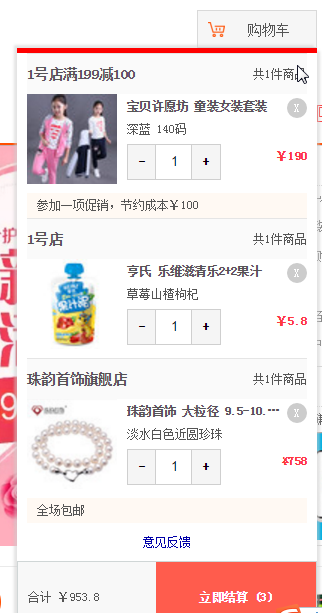 购物车
1号店满199减100 共1件商品
宝贝许愿坊 童装女装套装 X
深蓝 140码
- 1 + ￥190
参加一项促销，节约成本￥100
1号店 共1件商品
亨氏 乐维滋清乐2+2果汁 X
草莓山楂枸杞
- 1 + ￥5.8
珠韵首饰旗舰店 共1件商品
珠韵首饰 大粒径 9.5-10.… X
淡水白色近圆珍珠
- 1 + ¥758
全场包邮
意见反馈
合计 ￥953.8 立即结算 (3)